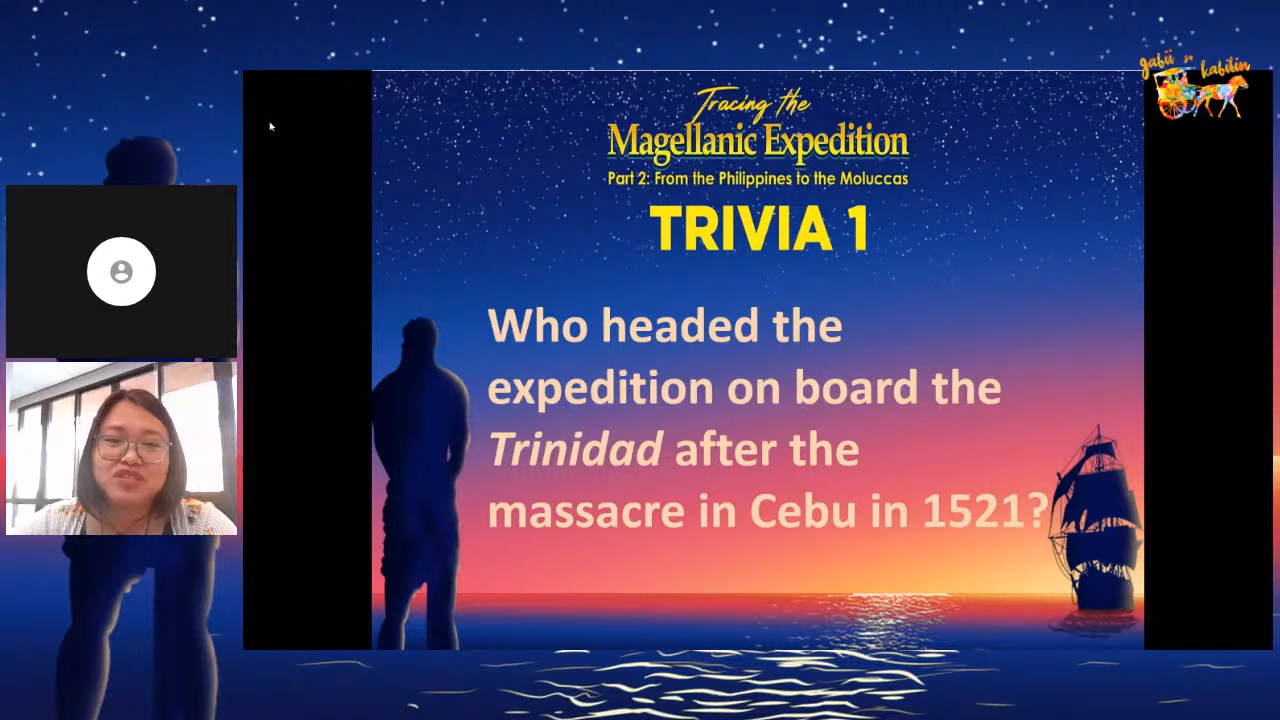 gabii sa kabilin
Tracing the
Magellanic Expedition
Part 2: From the Philippines to the Moluccas
TRIVIA 1
Who headed the
expedition on board the
Trinidad after the
massacre in Cebu in 1521?